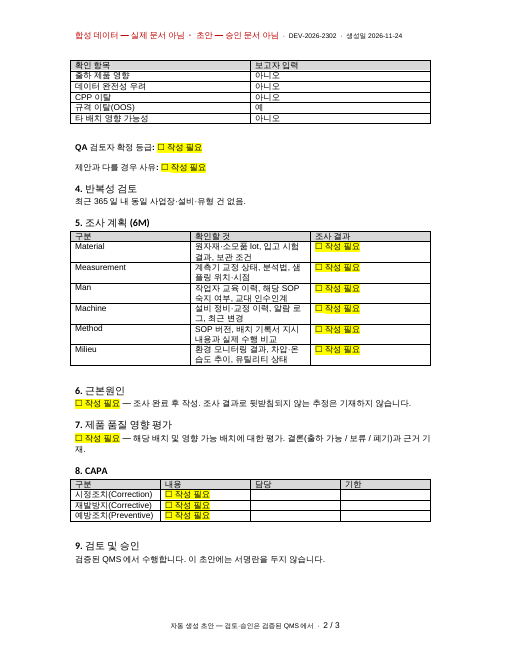 합성 데이터 — 실제 문서 아님 · 초안 — 승인 문서 아님 · DEV-2026-2302 · 생성일 2026-11-24
확인 항목 보고자 입력
출하 제품 영향 아니오
데이터 완전성 우려 아니오
CPP 이탈 아니오
규격 이탈(OOS) 예
타 배치 영향 가능성 아니오
QA 검토자 확정 등급: ☐ 작성 필요
제안과 다를 경우 사유: ☐ 작성 필요
4. 반복성 검토
최근 365 일 내 동일 사업장·설비·유형 건 없음.
5. 조사 계획 (6M)
구분 확인할 것 조사 결과
Material 원자재·소모품 lot, 입고 시험 ☐ 작성 필요
결과, 보관 조건
Measurement 계측기 교정 상태, 분석법, 샘 ☐ 작성 필요
플링 위치·시점
Man 작업자 교육 이력, 해당 SOP ☐ 작성 필요
숙지 여부, 교대 인수인계
Machine 설비 정비·교정 이력, 알람 로 ☐ 작성 필요
그, 최근 변경
Method SOP 버전, 배치 기록서 지시 ☐ 작성 필요
내용과 실제 수행 비교
Milieu 환경 모니터링 결과, 차압·온 ☐ 작성 필요
습도 추이, 유틸리티 상태
6. 근본원인
☐ 작성 필요 — 조사 완료 후 작성. 조사 결과로 뒷받침되지 않는 추정은 기재하지 않습니다.
7. 제품 품질 영향 평가
☐ 작성 필요 — 해당 배치 및 영향 가능 배치에 대한 평가. 결론(출하 가능 / 보류 / 폐기)과 근거 기
재.
8. CAPA
구분 내용 담당 기한
시정조치(Correction) ☐ 작성 필요
재발방지(Corrective) ☐ 작성 필요
예방조치(Preventive) ☐ 작성 필요
9. 검토 및 승인
검증된 QMS 에서 수행합니다. 이 초안에는 서명란을 두지 않습니다.
자동 생성 초안 — 검토·승인은 검증된 QMS 에서 · 2 / 3